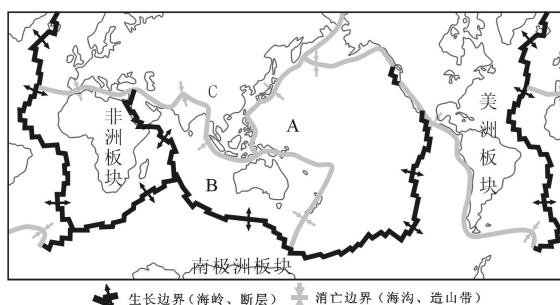 C
A
B
非洲板块
美洲板块
南极洲板块
生长边界(海岭、断层)
消亡边界(海沟、造山带)